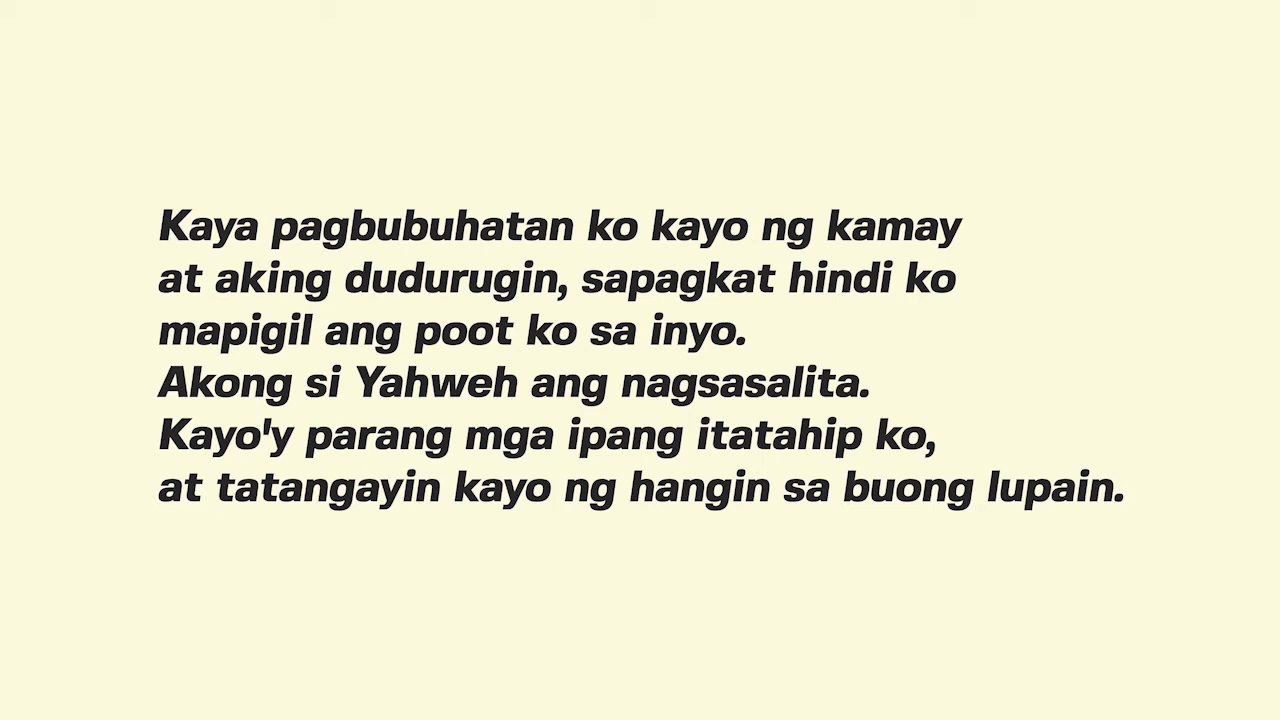 Kaya pagbubuhatan ko kayo ng kamay
at aking dudurugin, sapagkat hindi ko
mapigil ang poot ko sa inyo.
Akong si Yahweh ang nagsasalita.
Kayo'y parang mga ipang itatahip ko,
at tatangayin kayo ng hangin sa buong lupain.